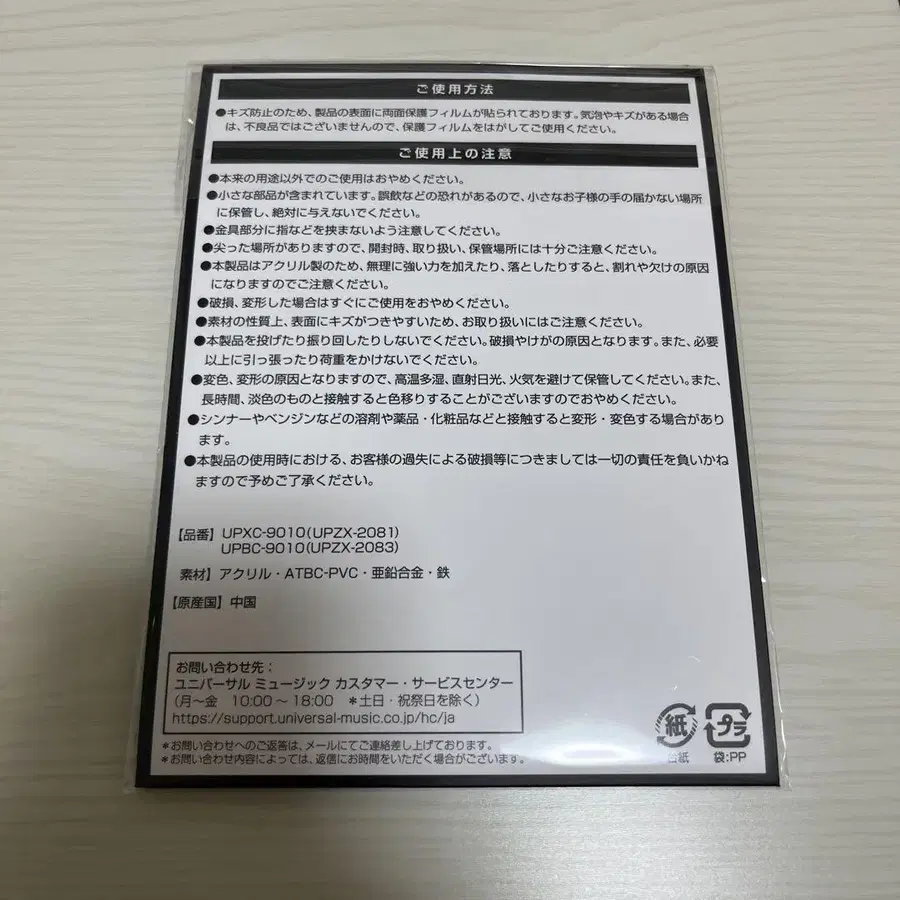 ご使用方法
●キズ防止のため、製品の表面に両面保護フィルムが貼られております。気泡やキズがある場合
は、不良品ではございませんので、保護フィルムをはがしてご使用ください。
ご使用上の注意
●本来の用途以外でのご使用はおやめください。
●小さな部品が含まれています。誤飲などの恐れがあるので、小さなお子様の手の届かない場所
に保管し、絶対に与えないでください。
●金具部分に指などを挟まないよう注意してください。
●尖った場所がありますので、開封時、取り扱い、保管場所には十分ご注意ください。
●本製品はアクリル製のため、無理に強い力を加えたり、落としたりすると、割れや欠けの原因
になりますのでご注意ください。
●破損、変形した場合はすぐにご使用をおやめください。
●素材の性質上、表面にキズがつきやすいため、お取り扱いにはご注意ください。
●本製品を投げたり振り回したりしないでください。破損やけがの原因となります。また、必要
以上に引っ張ったり荷重をかけないでください。
●変色、変形の原因となりますので、高温多湿、直射日光、火気を避けて保管してください。また、
長時間、淡色のものと接触すると色移りすることがございますのでおやめください。
●シンナーやベンジンなどの溶剤や薬品・化粧品などと接触すると変形・変色する場合があり
ます。
●本製品の使用時における、お客様の過失による破損等につきましては一切の責任を負いかね
ますので予めご了承ください。
【品番】UPXC-9010(UPZX-2081)
UPBC-9010(UPZX-2083)
素材】アクリル・ATBC-PVC・亜鉛合金・鉄
【原産国】中国
お問い合わせ先：
ユニバーサル ミュージック カスタマー・サービスセンター
(月～金 10:00～18:00 *土日・祝祭日を除く)
https://support.universal-music.co.jp/hc/ja
*お問い合わせへのご返答は、メールにてご連絡差し上げております。
*お問い合わせ内容によっては、返信にお時間をいただく場合がございます。
紙 プラ
台紙 袋:PP